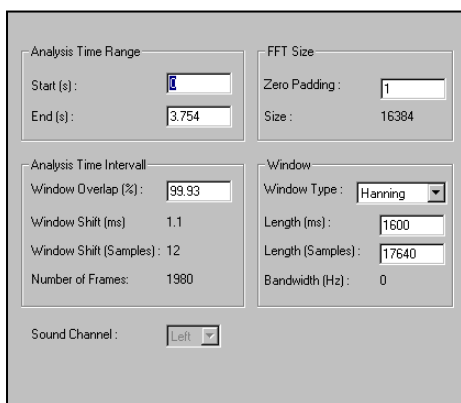 Analysis Time Range
Start (s) : 0
End (s) : 3.754
FFT Size
Zero Padding : 1
Size : 16384
Analysis Time Intervall
Window Overlap (%) : 99.93
Window Shift (ms) 1.1
Window Shift (Samples) : 12
Number of Frames: 1980
Window
Window Type : Hanning
Length (ms) : 1600
Length (Samples) : 17640
Bandwidth (Hz) : 0
Sound Channel : Left